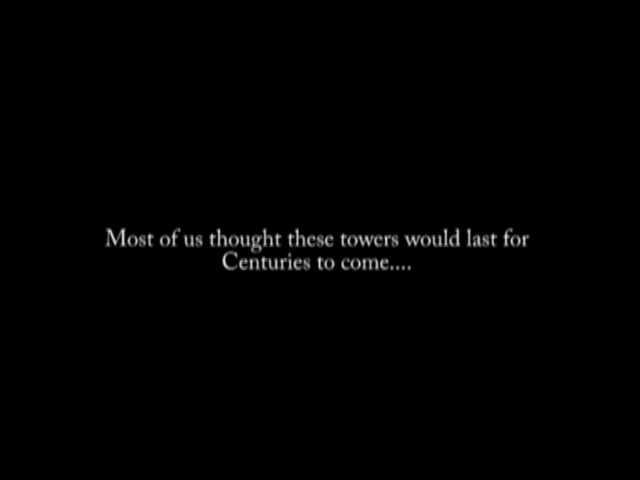 Most of us thought these towers would last for
Centuries to come....